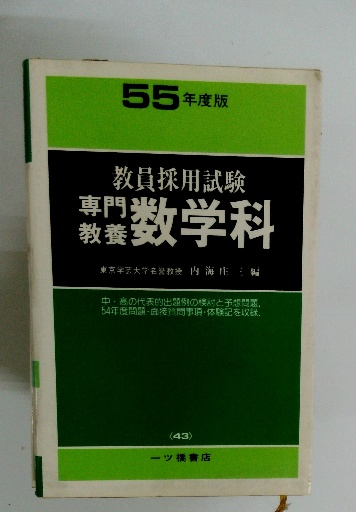 55年度版
教員採用試験
専門教養 数学科
東京学芸大学名誉教授 内海庄三編
中・高の代表的出題例の検討と予想問題,
54年度問題・面接質問事項・体験記を収録.
(43)
一ツ橋書店